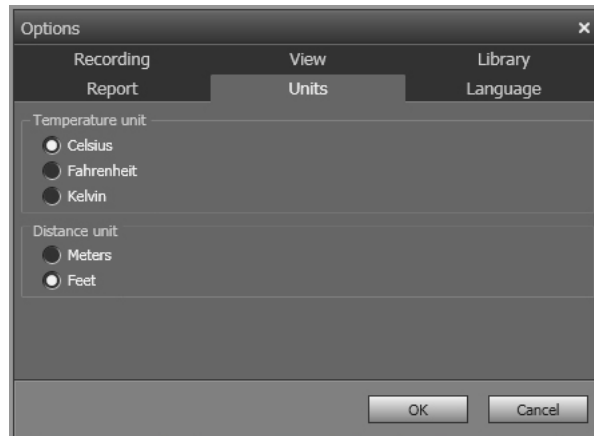 Options
Recording View Library
Report Units Language
Temperature unit
Celsius
Fahrenheit
Kelvin
Distance unit
Meters
Feet
OK Cancel